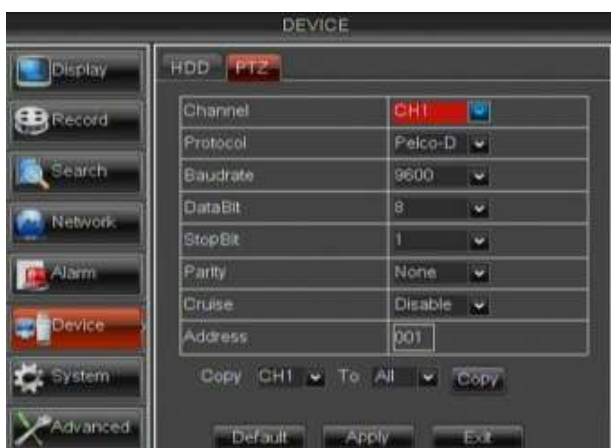 DEVICE
Display
Record
Search
Network
Alarm
Device
System
Advanced
HDD PTZ
Channel CH1
Protocol Pelco-D
Baudrate 9600
DataBit 8
StopBit 1
Parity None
Cruise Disable
Address 001
Copy CH1 To All Copy
Default Apply Exit